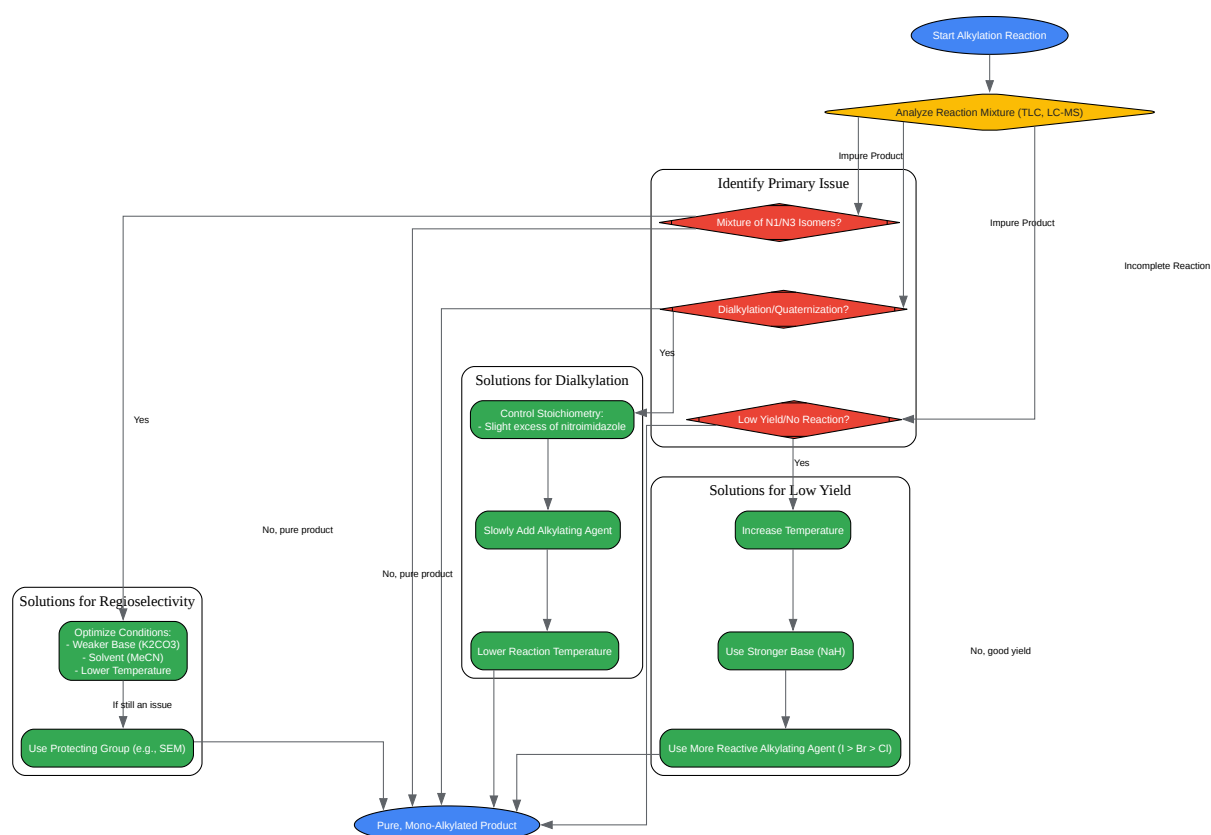 Start Alkylation Reaction
Analyze Reaction Mixture (TLC, LC-MS)
Impure Product
Identify Primary Issue
Mixture of N1/N3 Isomers?
Impure Product
Incomplete Reaction
Dialkylation/Quaternization?
Yes
Solutions for Dialkylation
Control Stoichiometry:
- Slight excess of nitroimidazole
Low Yield/No Reaction?
Yes
Yes
Solutions for Low Yield
Slowly Add Alkylating Agent
Increase Temperature
No, pure product
No, pure product
Solutions for Regioselectivity
Optimize Conditions:
- Weaker Base (K2CO3)
- Solvent (MeCN)
- Lower Temperature
Lower Reaction Temperature
Use Stronger Base (NaH)
No, good yield
If still an issue
Use Protecting Group (e.g., SEM)
Use More Reactive Alkylating Agent (I > Br > Cl)
Pure, Mono-Alkylated Product